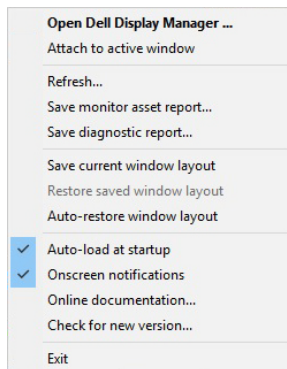 Open Dell Display Manager ...
Attach to active window
Refresh...
Save monitor asset report...
Save diagnostic report...
Save current window layout
Restore saved window layout
Auto-restore window layout
Auto-load at startup
Onscreen notifications
Online documentation...
Check for new version...
Exit